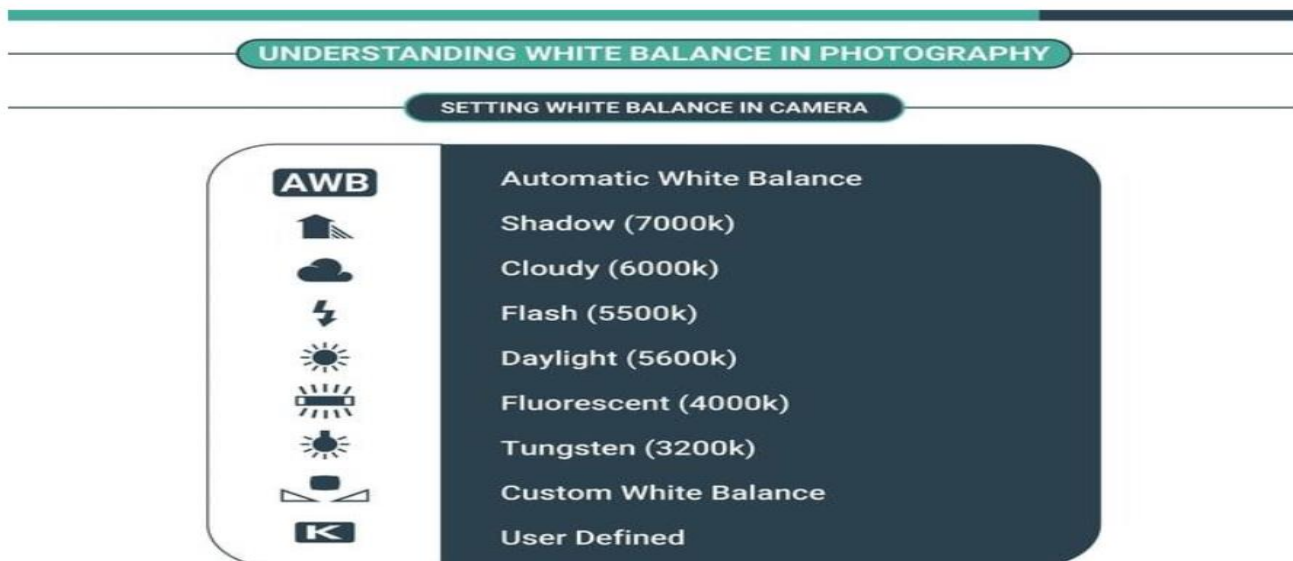 UNDERSTANDING WHITE BALANCE IN PHOTOGRAPHY
SETTING WHITE BALANCE IN CAMERA
AWB Automatic White Balance
Shadow (7000k)
Cloudy (6000k)
Flash (5500k)
Daylight (5600k)
Fluorescent (4000k)
Tungsten (3200k)
Custom White Balance
K User Defined